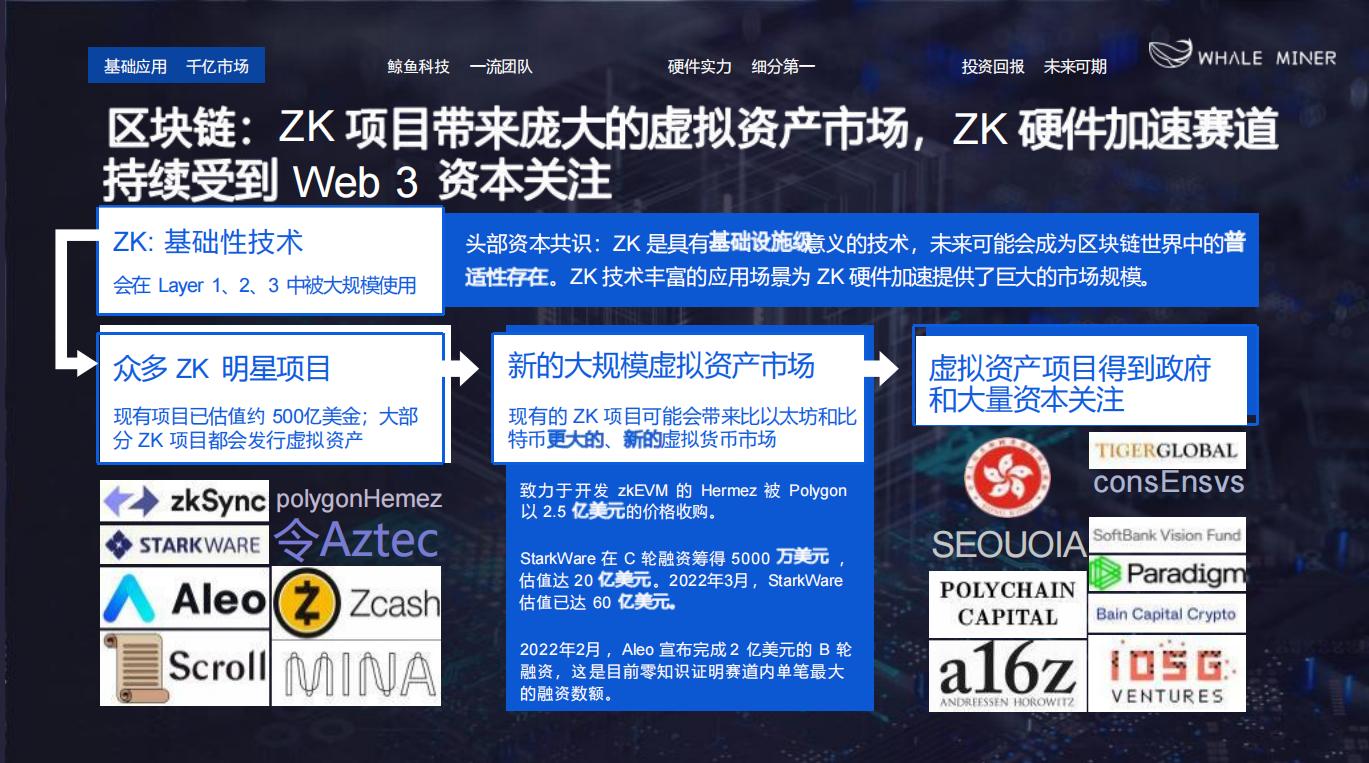 基础应用 千亿市场
鲸鱼科技 一流团队
硬件实力 细分第一
投资回报 未来可期
WHALE MINER
区块链：ZK 项目带来庞大的虚拟资产市场，ZK 硬件加速赛道
持续受到 Web 3 资本关注
ZK: 基础性技术
会在 Layer 1、2、3 中被大规模使用
头部资本共识：ZK 是具有基础设施级意义的技术，未来可能会成为区块链世界中的普
适性存在。ZK 技术丰富的应用场景为 ZK 硬件加速提供了巨大的市场规模。
众多 ZK 明星项目
现有项目已估值约 500亿美金；大部
分 ZK 项目都会发行虚拟资产
zkSync
polygonHemez
STARKWARE
令Aztec
Aleo
Zcash
Scroll
MINA
新的大规模虚拟资产市场
现有的 ZK 项目可能会带来比以太坊和比
特币更大的、新的虚拟货币市场
致力于开发 zkEVM 的 Hermez 被 Polygon
以 2.5 亿美元的价格收购。
StarkWare 在 C 轮融资筹得 5000 万美元，
估值达 20 亿美元。2022年3月，StarkWare
估值已达 60 亿美元。
2022年2月，Aleo 宣布完成 2 亿美元的 B 轮
融资，这是目前零知识证明赛道内单笔最大
的融资数额。
虚拟资产项目得到政府
和大量资本关注
TIGERGLOBAL
consEnsvs
SEOUOIA
SoftBank Vision Fund
Paradigm
POLYCHAIN
CAPITAL
Bain Capital Crypto
a16z
ANDREESSEN HOROWITZ
IOSG
VENTURES